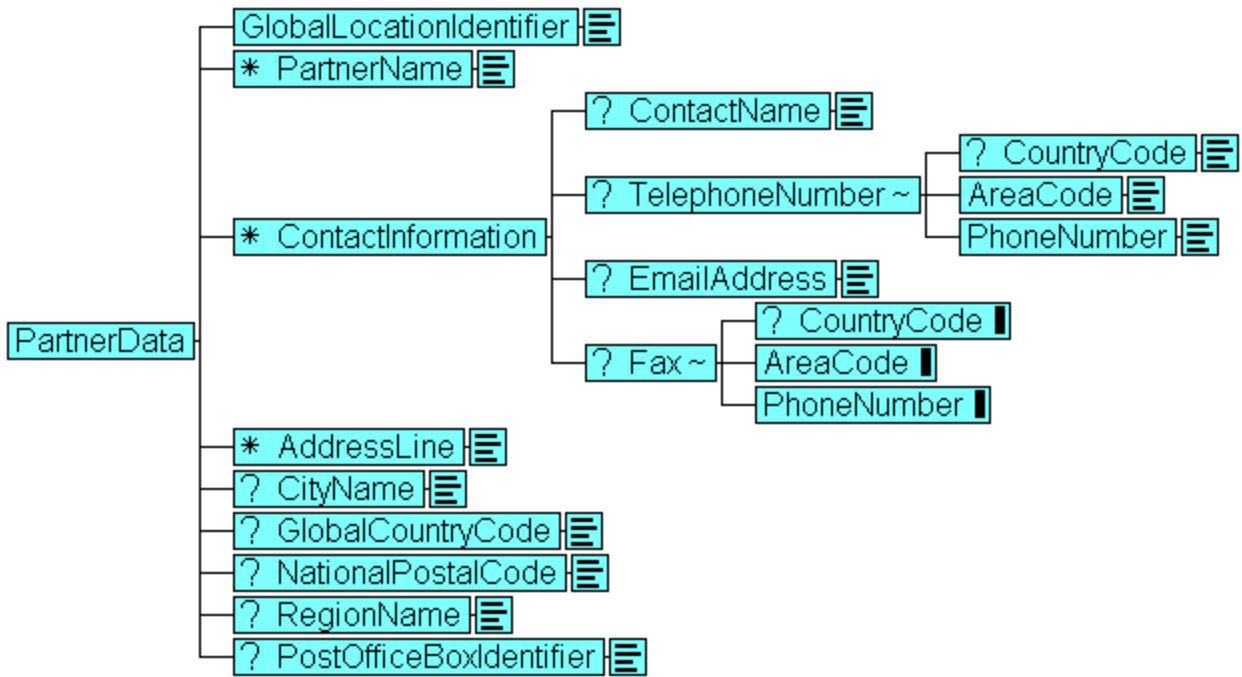 GlobalLocationIdentifier
* PartnerName
? ContactName
? CountryCode
? TelephoneNumber ~
AreaCode
* ContactInformation
PhoneNumber
? EmailAddress
? CountryCode
PartnerData
? Fax ~
AreaCode
PhoneNumber
* AddressLine
? CityName
? GlobalCountryCode
? NationalPostalCode
? RegionName
? PostOfficeBoxIdentifier